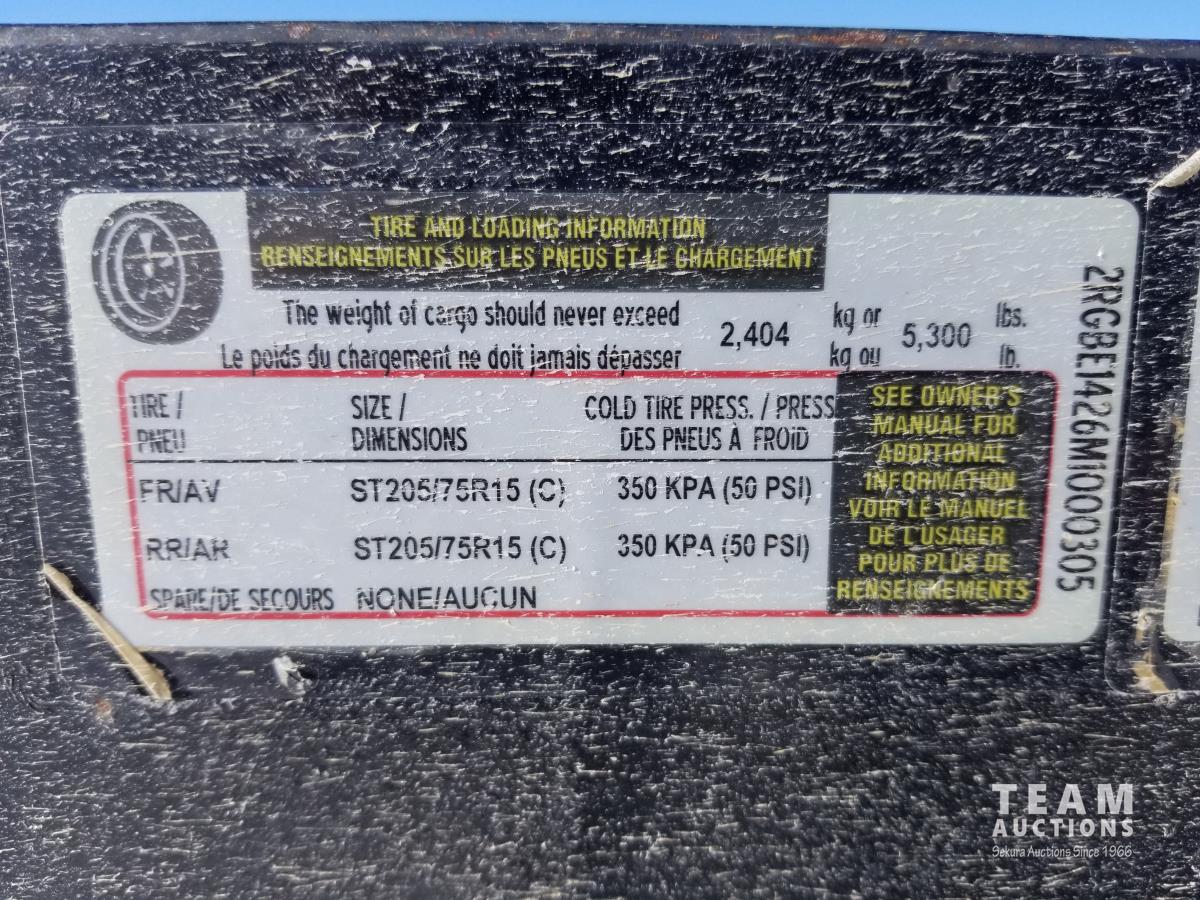 TIRE AND LOADING INFORMATION
RENSEIGNEMENTS SUR LES PNEUS ET LE CHARGEMENT
The weight of cargo should never exceed 2,404 kg or 5,300 lbs.
Le poids du chargement ne doit jamais dépasser kg ou lb.
TIRE / SIZE / COLD TIRE PRESS. / PRESS
PNEU DIMENSIONS DES PNEUS À FROID
FR/AV ST205/75R15 (C) 350 KPA (50 PSI)
RR/AR ST205/75R15 (C) 350 KPA (50 PSI)
SPARE/DE SECOURS NONE/AUCUN
SEE OWNER'S
MANUAL FOR
ADDITIONAL
INFORMATION
VOIR LE MANUEL
DE L'USAGER
POUR PLUS DE
RENSEIGNEMENTS
2RGBE1426M1000305
TEAM
AUCTIONS
Sekura Auctions Since 1966